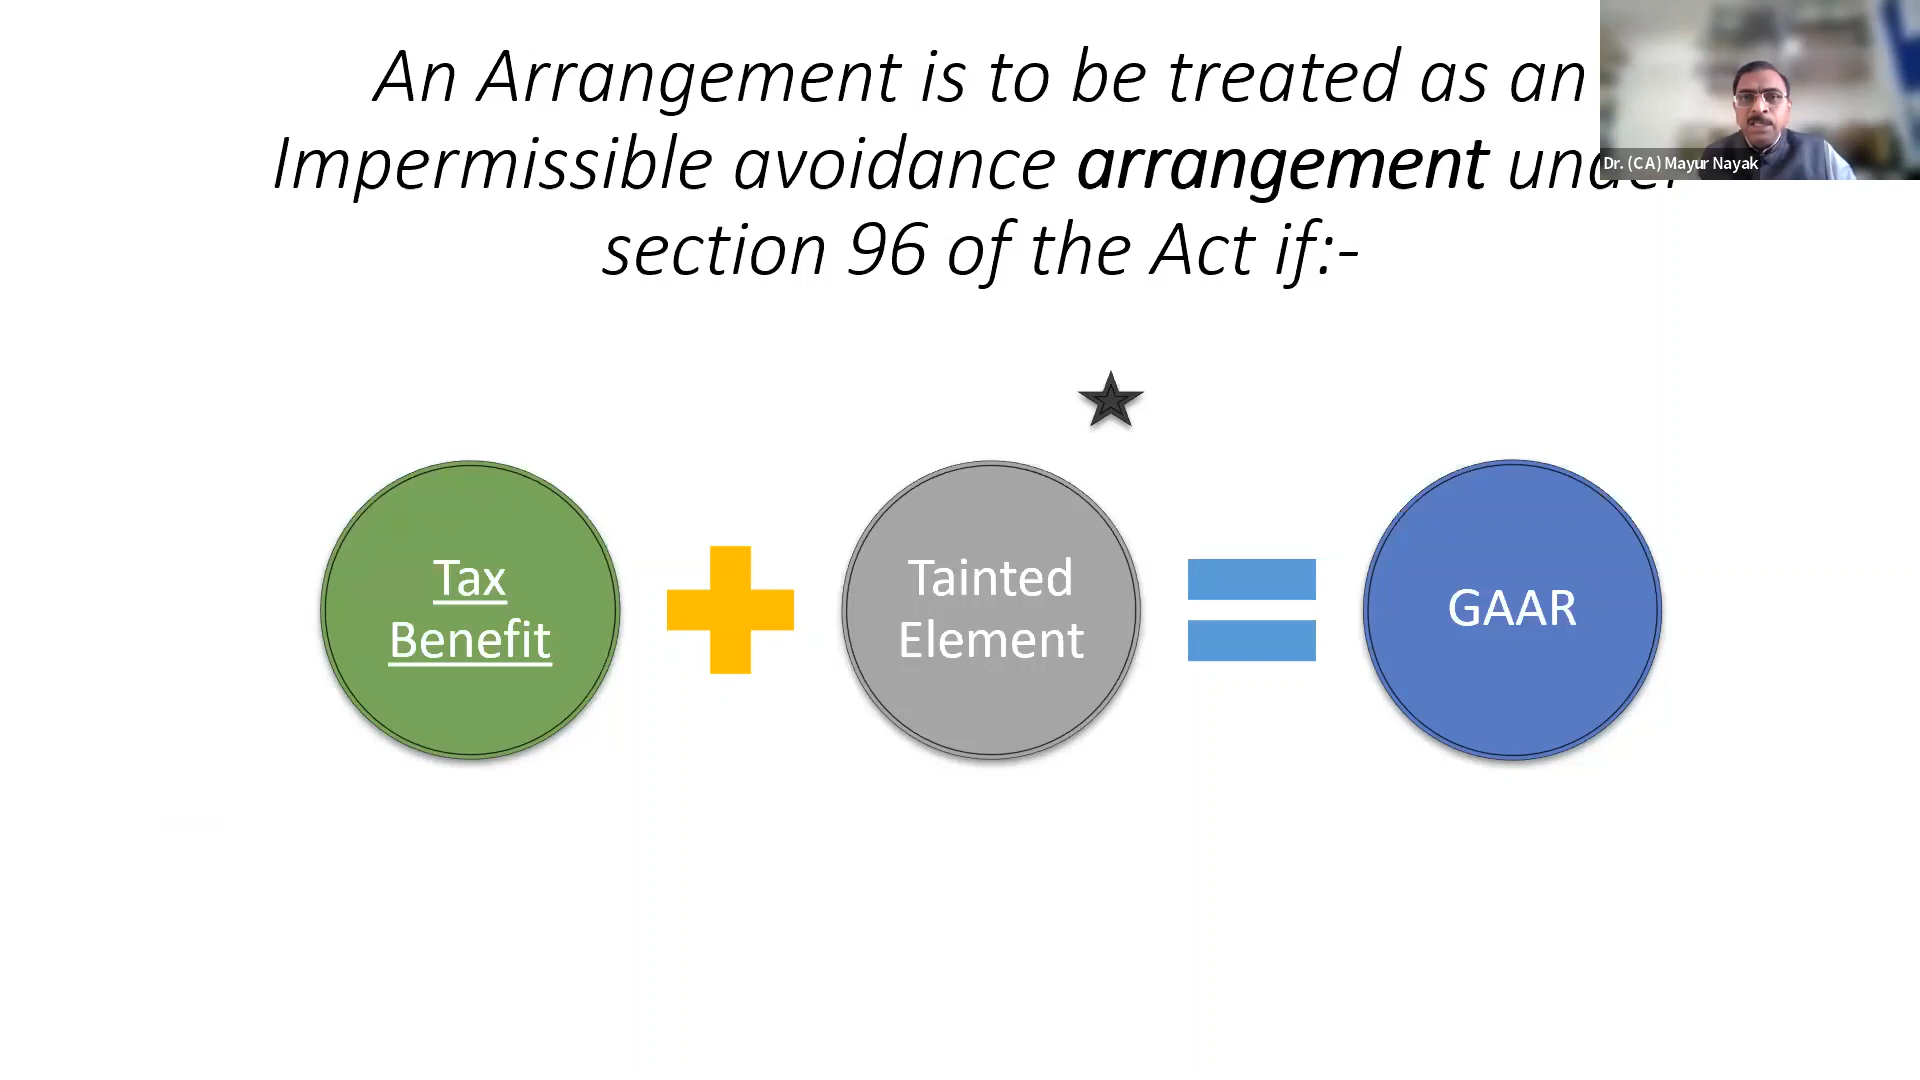 An Arrangement is to be treated as an
Impermissible avoidance arrangement under
section 96 of the Act if:-
Dr. (CA) Mayur Nayak
Tax
Benefit
Tainted
Element
GAAR